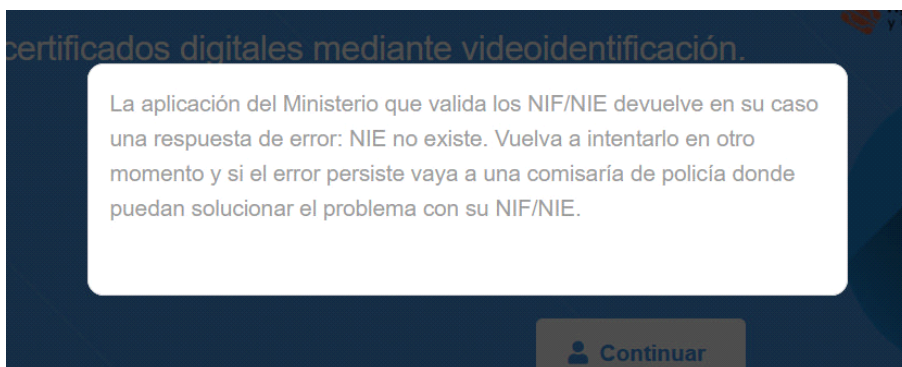 certificados digitales mediante videoidentificación.
La aplicación del Ministerio que valida los NIF/NIE devuelve en su caso
una respuesta de error: NIE no existe. Vuelva a intentarlo en otro
momento y si el error persiste vaya a una comisaría de policía donde
puedan solucionar el problema con su NIF/NIE.
Continuar